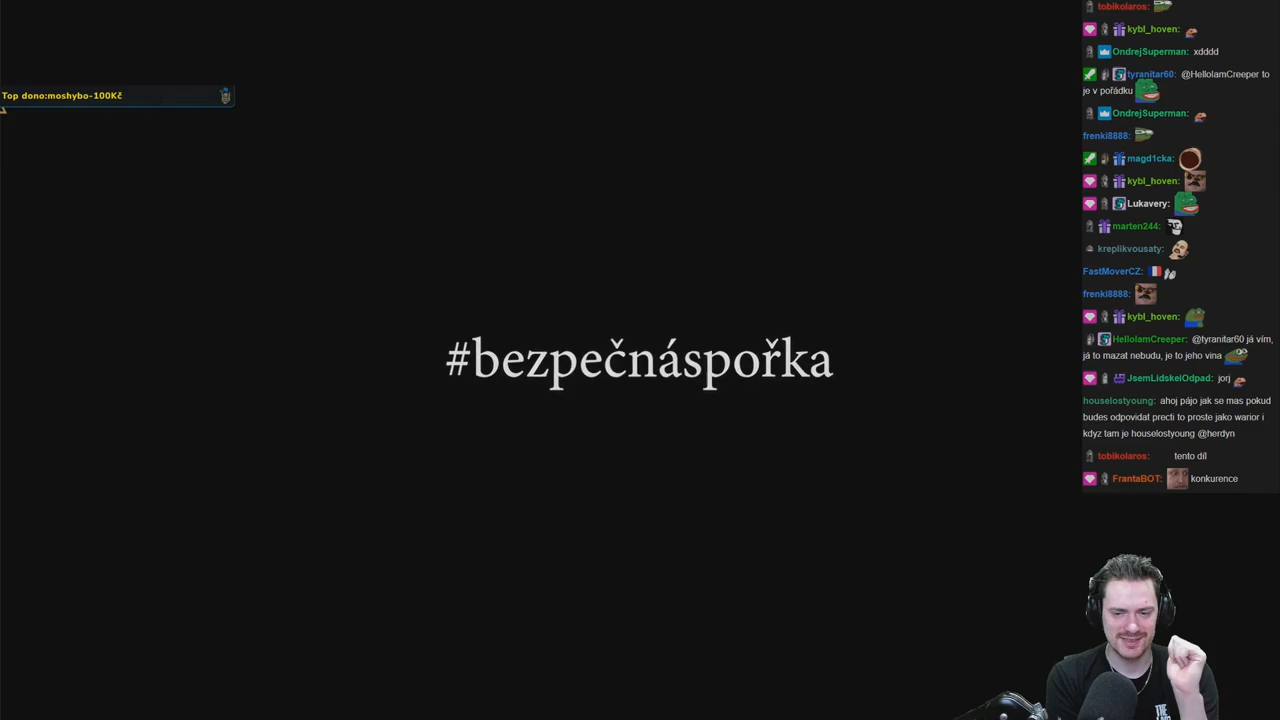 Top dono:moshybo-100Kč
#bezpečnáspořka
tobikolaros:
kybl_hoven:
OndrejSuperman: xdddd
tyranitar60: @HelloIamCreeper to
je v pořádku
OndrejSuperman:
frenki8888:
magd1cka:
kybl_hoven:
Lukavery:
marten244:
kreplikvousaty:
FastMoverCZ:
frenki8888:
kybl_hoven:
HelloIamCreeper: @tyranitar60 já vím,
já to mazat nebudu, je to jeho vina
JsemLidskeiOdpad: jorj
houselostyoung: ahoj pájo jak se mas pokud
budes odpovidat precti to proste jako warior i
kdyz tam je houselostyoung @herdyn
tobikolaros: tento díl
FrantaBOT: konkurence
THE